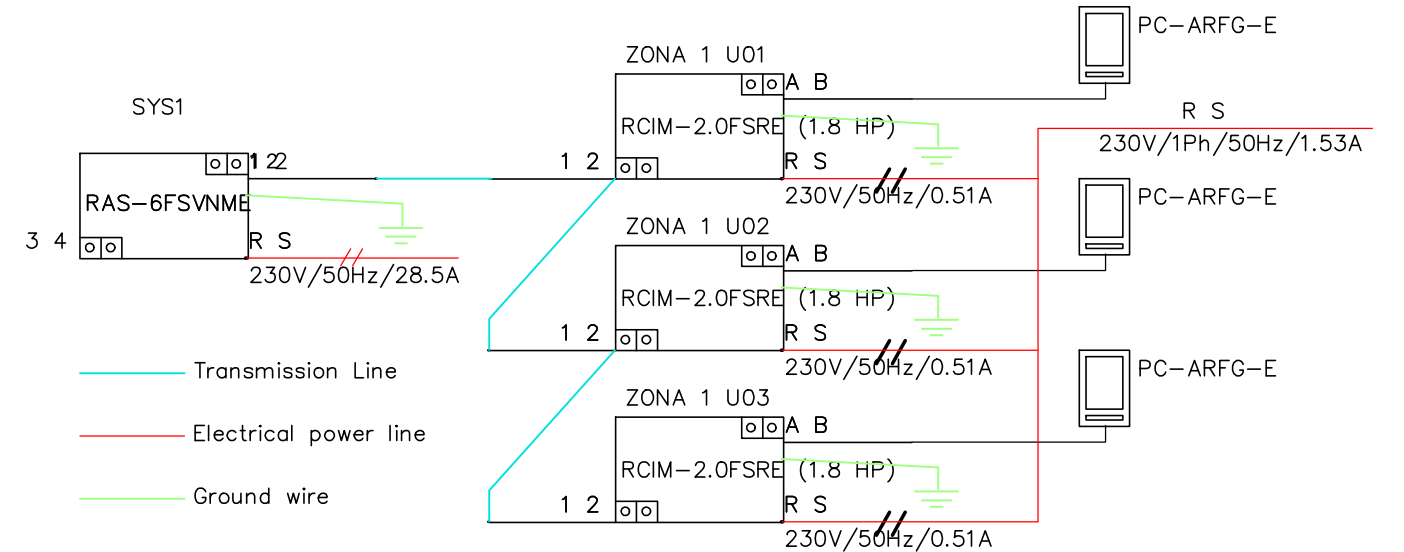 PC-ARFG-E
ZONA 1 U01
A B
RCIM-2.0FSRE (1.8 HP)
1 2
R S
230V/50Hz/0.51A
R S
230V/1Ph/50Hz/1.53A
SYS1
1 2
RAS-6FSVNME
3 4
R S
230V/50Hz/28.5A
PC-ARFG-E
ZONA 1 U02
A B
RCIM-2.0FSRE (1.8 HP)
1 2
R S
230V/50Hz/0.51A
PC-ARFG-E
ZONA 1 U03
A B
RCIM-2.0FSRE (1.8 HP)
1 2
R S
230V/50Hz/0.51A
Transmission Line
Electrical power line
Ground wire